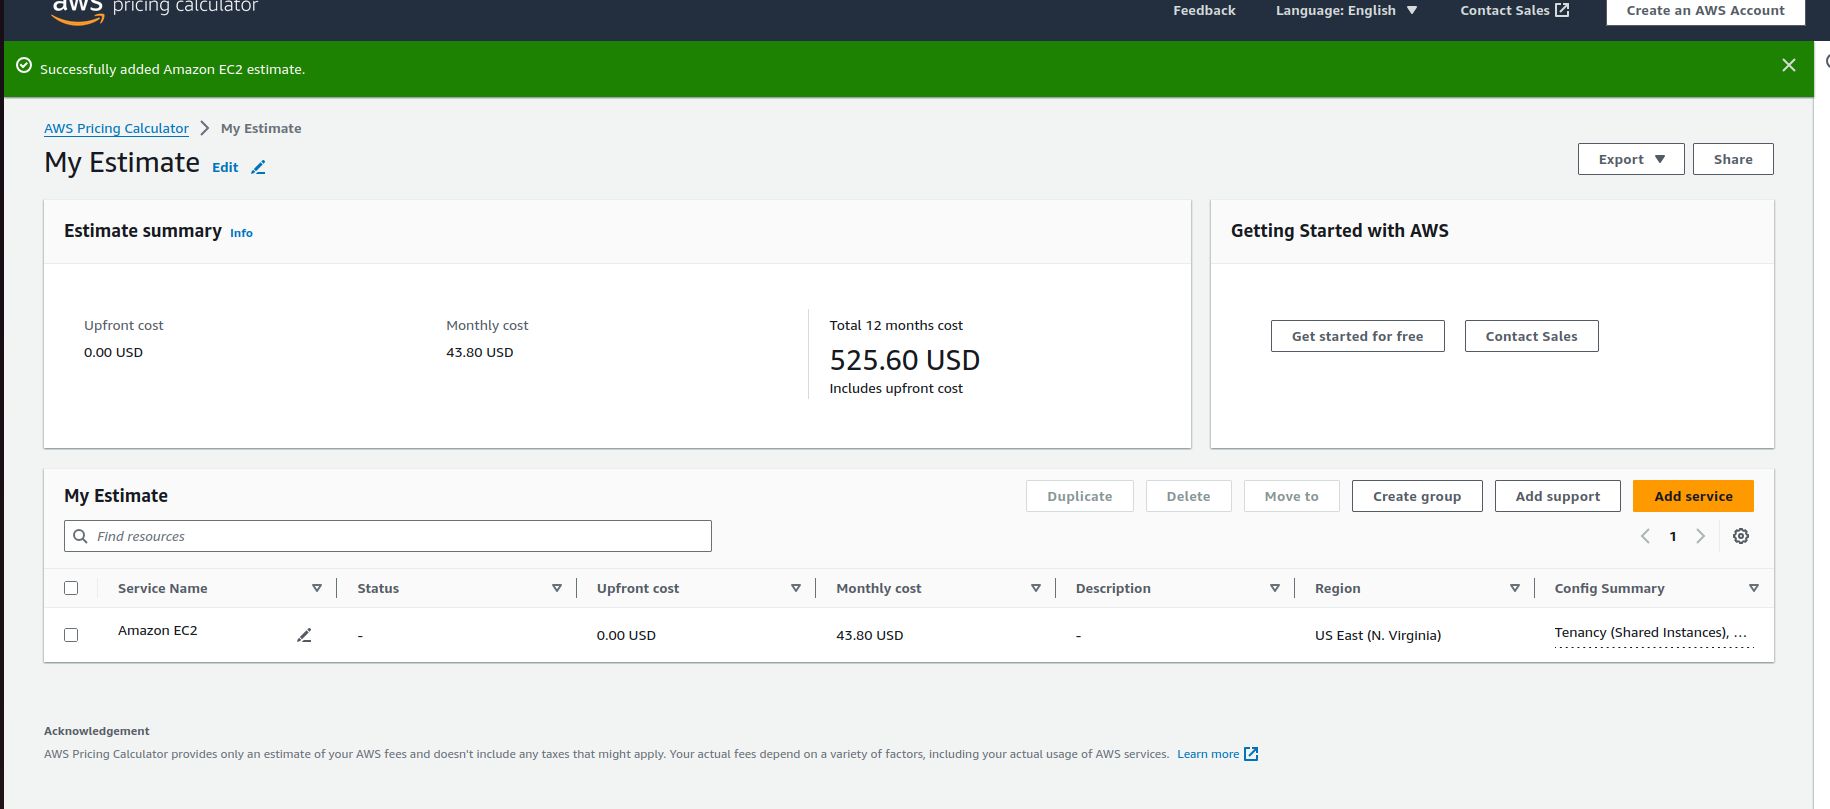 aws pricing calculator
Feedback Language: English Contact Sales Create an AWS Account
Successfully added Amazon EC2 estimate.
AWS Pricing Calculator My Estimate
My Estimate Edit
Export Share
Estimate summary Info
Getting Started with AWS
Upfront cost Monthly cost Total 12 months cost
0.00 USD 43.80 USD 525.60 USD
Includes upfront cost
Get started for free Contact Sales
My Estimate
Duplicate Delete Move to Create group Add support Add service
Find resources
1
Service Name Status Upfront cost Monthly cost Description Region Config Summary
Amazon EC2 - 0.00 USD 43.80 USD - US East (N. Virginia) Tenancy (Shared Instances), ...
Acknowledgement
AWS Pricing Calculator provides only an estimate of your AWS fees and doesn't include any taxes that might apply. Your actual fees depend on a variety of factors, including your actual usage of AWS services. Learn more